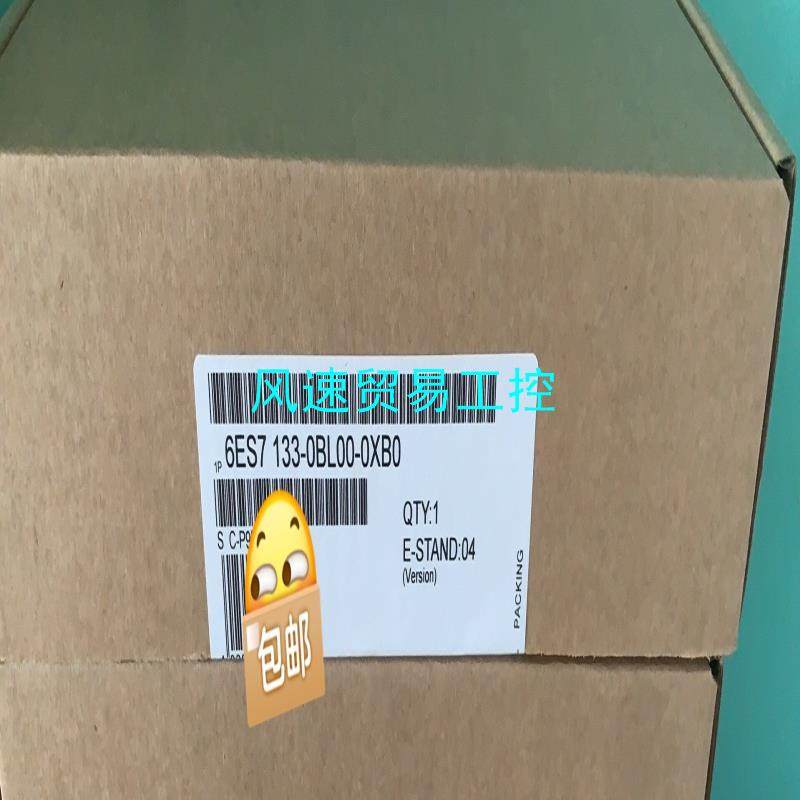 风速贸易工控
1P 6ES7 133-0BL00-0XB0
S C-P9
QTY:1
E-STAND:04
(Version)
PACKING
包邮